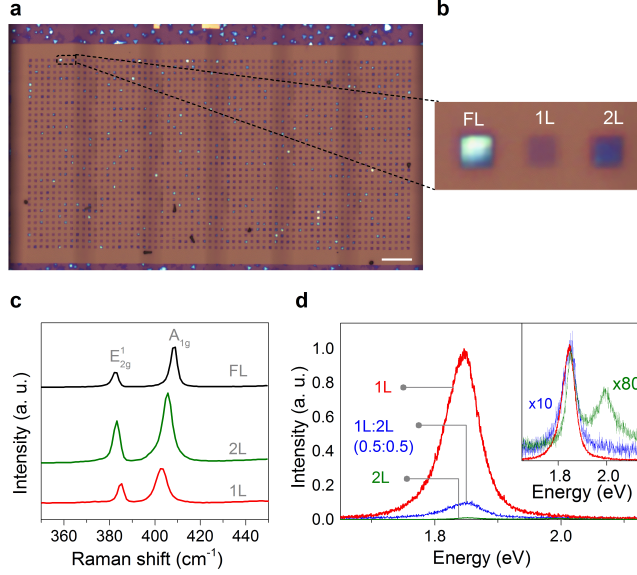 a
b
FL 1L 2L
c
E¹₂g
A₁g
FL
2L
1L
Intensity (a. u.)
360 380 400 420 440
Raman shift (cm⁻¹)
d
1.0
0.8
0.6
0.4
0.2
0.0
Intensity (a. u.)
1L
1L:2L
(0.5:0.5)
2L
1.8 2.0
Energy (eV)
x10
x80
1.8 2.0
Energy (eV)